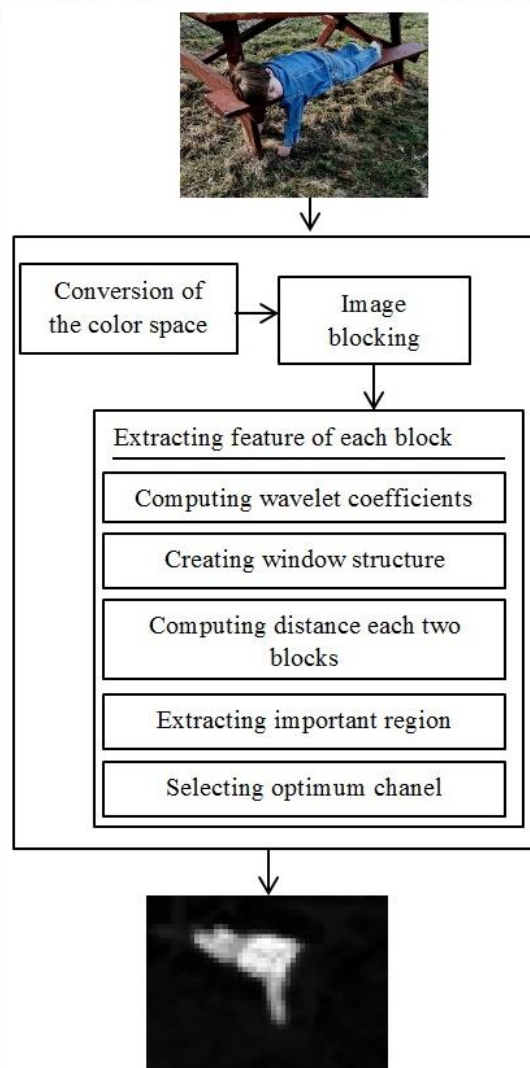 Conversion of
the color space
Image
blocking
Extracting feature of each block
Computing wavelet coefficients
Creating window structure
Computing distance each two
blocks
Extracting important region
Selecting optimum chanel